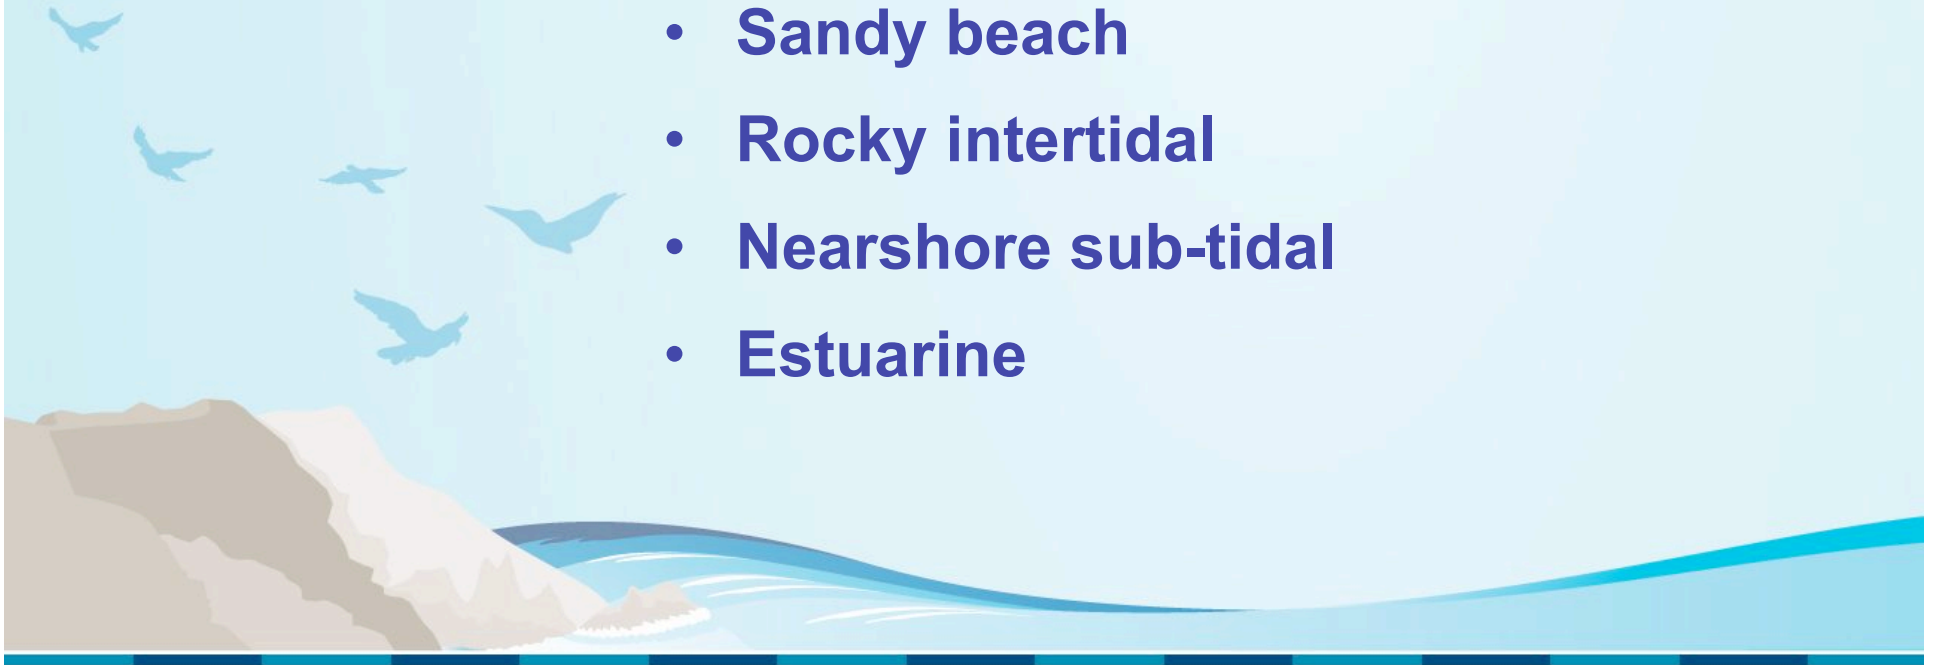 • Sandy beach
• Rocky intertidal
• Nearshore sub-tidal
• Estuarine